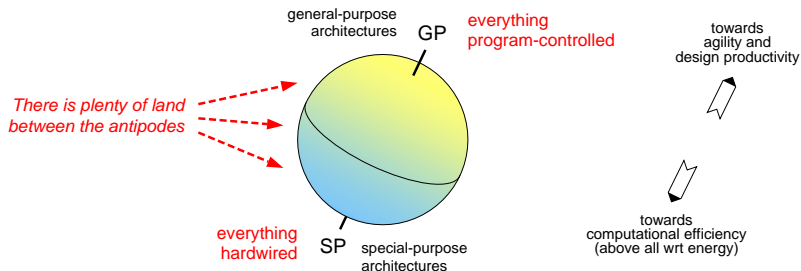 general-purpose
architectures
GP
everything
program-controlled
towards
agility and
design productivity
There is plenty of land
between the antipodes
everything
hardwired
SP
special-purpose
architectures
towards
computational efficiency
(above all wrt energy)